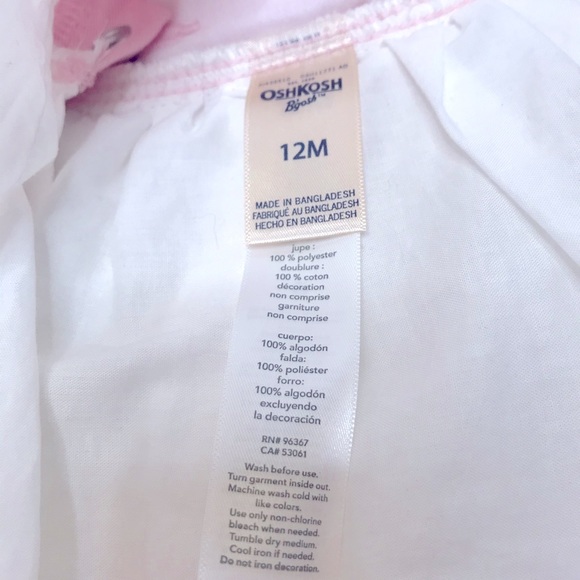 OSHKOSH
B'gosh™
12M
MADE IN BANGLADESH
FABRIQUÉ AU BANGLADESH
HECHO EN BANGLADESH
jupe :
100 % polyester
doublure :
100 % coton
décoration
non comprise
garniture
non comprise
cuerpo:
100% algodón
falda:
100% poliéster
forro:
100% algodón
excluyendo
la decoración
RN# 96367
CA# 53061
Wash before use.
Turn garment inside out.
Machine wash cold with
like colors.
Use only non-chlorine
bleach when needed.
Tumble dry medium.
Cool iron if needed.
Do not iron decoration.